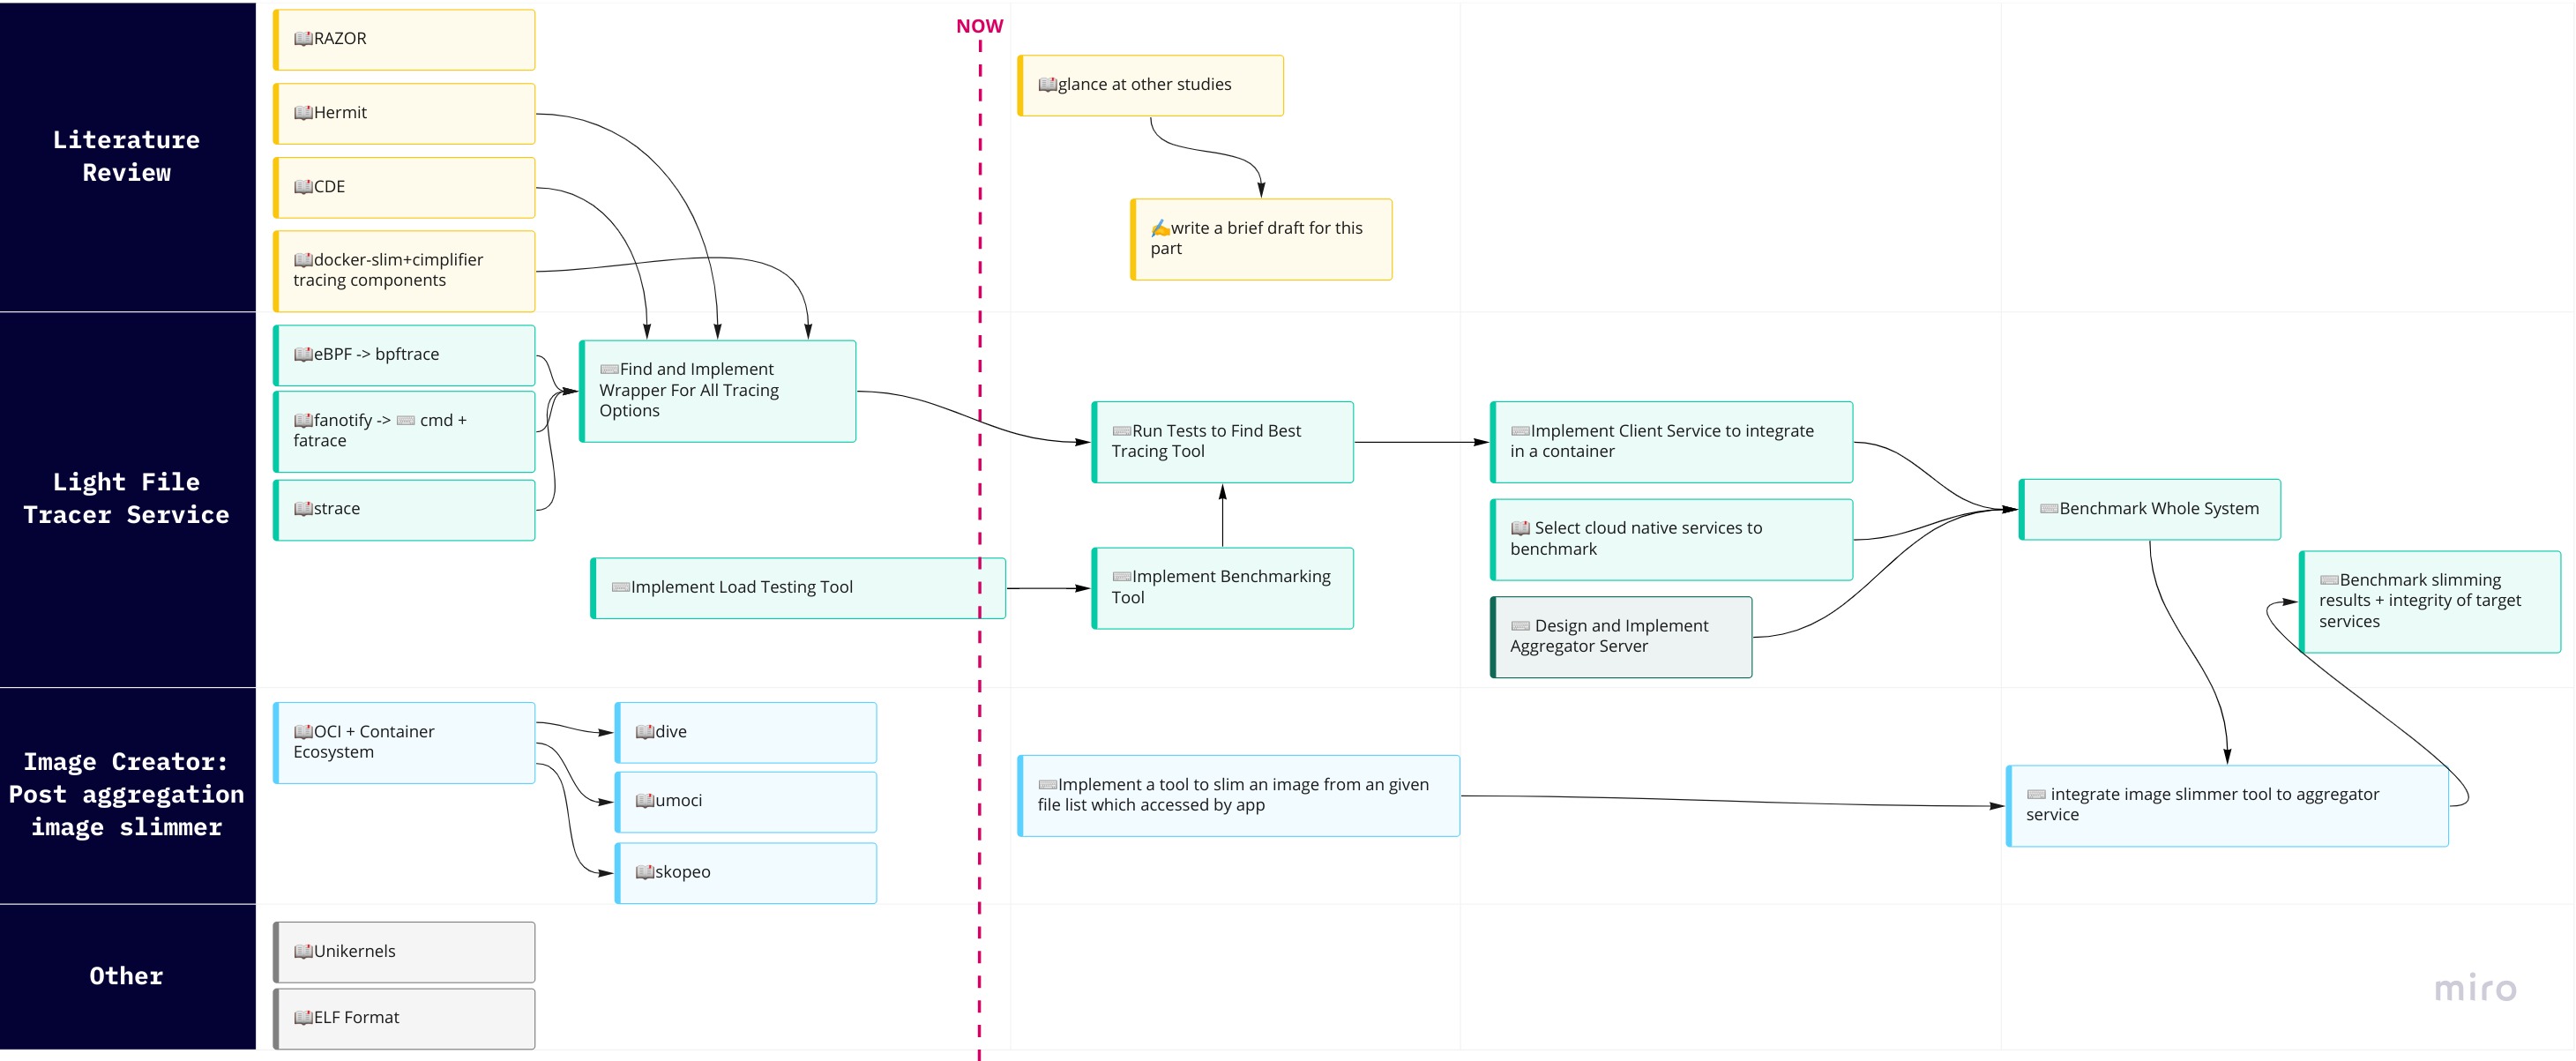 NOW
Literature
Review
📖RAZOR
📖Hermit
📖CDE
📖docker-slim+cimplifier
tracing components
📖glance at other studies
✍️write a brief draft for this
part
Light File
Tracer Service
📖eBPF -> bpftrace
📖fanotify -> ⌨️ cmd +
fatrace
📖strace
⌨️Find and Implement
Wrapper For All Tracing
Options
⌨️Implement Load Testing Tool
⌨️Run Tests to Find Best
Tracing Tool
⌨️Implement Benchmarking
Tool
⌨️Implement Client Service to integrate
in a container
📖 Select cloud native services to
benchmark
⌨️ Design and Implement
Aggregator Server
⌨️Benchmark Whole System
⌨️Benchmark slimming
results + integrity of target
services
Image Creator:
Post aggregation
image slimmer
📖OCI + Container
Ecosystem
📖dive
📖umoci
📖skopeo
⌨️Implement a tool to slim an image from an given
file list which accessed by app
⌨️ integrate image slimmer tool to aggregator
service
Other
📖Unikernels
📖ELF Format
miro